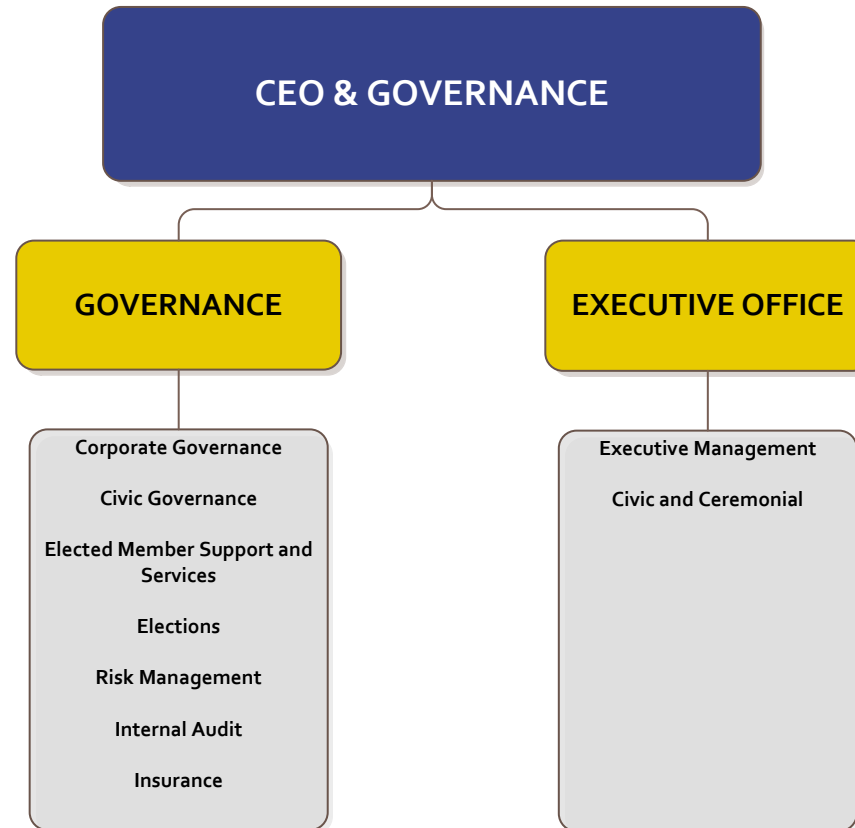 CEO & GOVERNANCE
GOVERNANCE
Corporate Governance
Civic Governance
Elected Member Support and
Services
Elections
Risk Management
Internal Audit
Insurance
EXECUTIVE OFFICE
Executive Management
Civic and Ceremonial